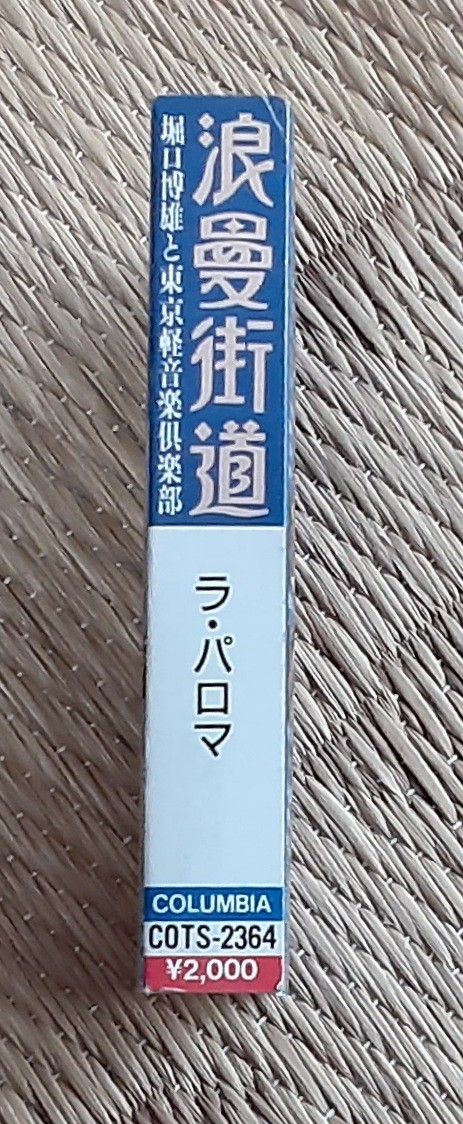 浪曼街道
堀口博雄と東京軽音楽倶楽部
ラ・パロマ
COLUMBIA
COTS-2364
¥2,000